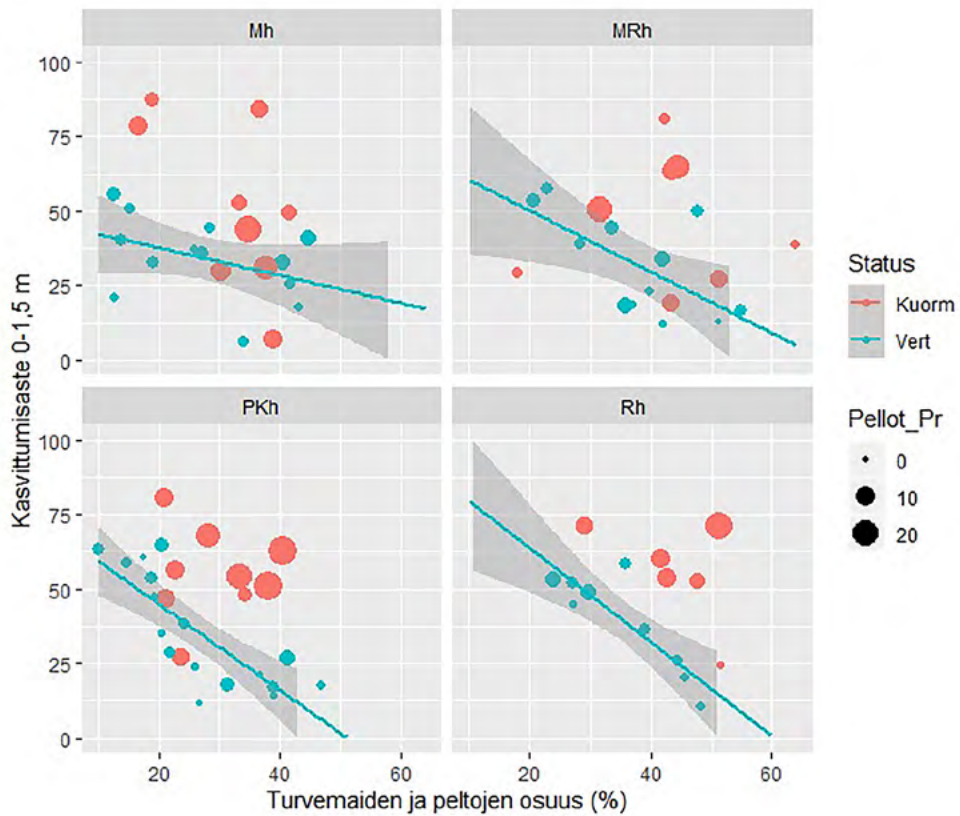 Mh
MRh
100
75
50
25
0
Kasvittumisaste 0-1,5 m
PKh
Rh
100
75
50
25
0
20 40 60
20 40 60
Turvemaiden ja peltojen osuus (%)
Status
Kuorm
Vert
Pellot_Pr
0
10
20